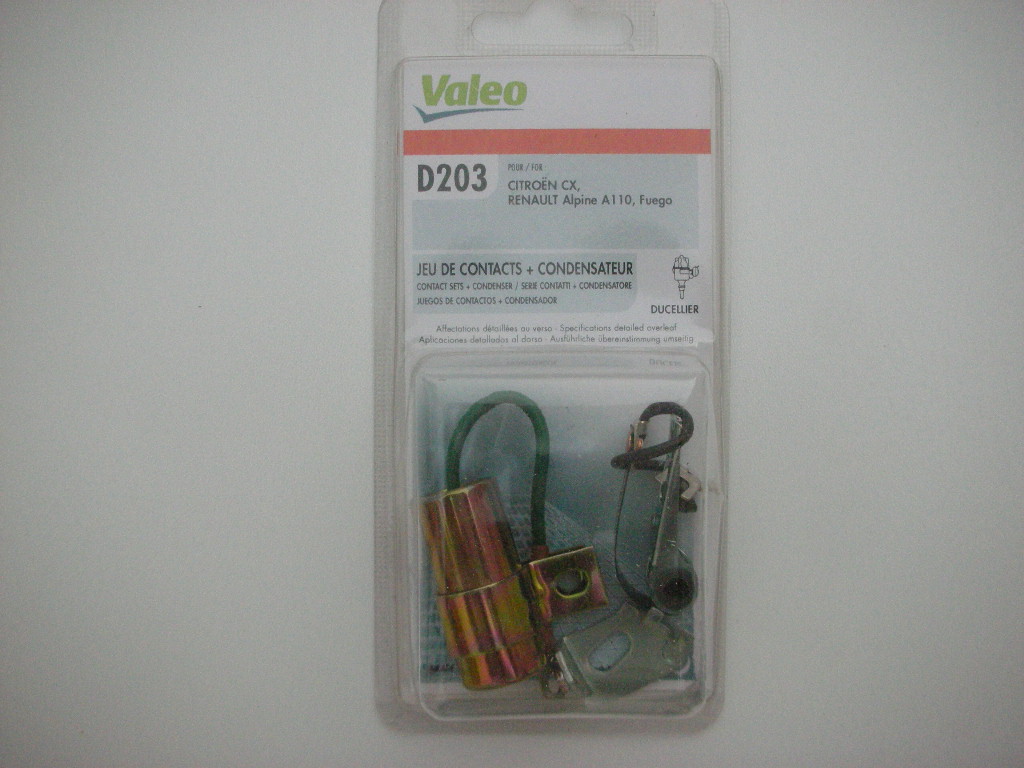 Valeo
D203
POUR / FOR
CITROËN CX,
RENAULT Alpine A110, Fuego
JEU DE CONTACTS + CONDENSATEUR
CONTACT SETS + CONDENSER / SERIE CONTATTI + CONDENSATORE
JUEGOS DE CONTACTOS + CONDENSADOR
DUCELLIER
Affectations détaillées au verso - Specifications detailed overleaf
Aplicaciones detalladas al dorso - Ausführliche übereinstimmung umseitig